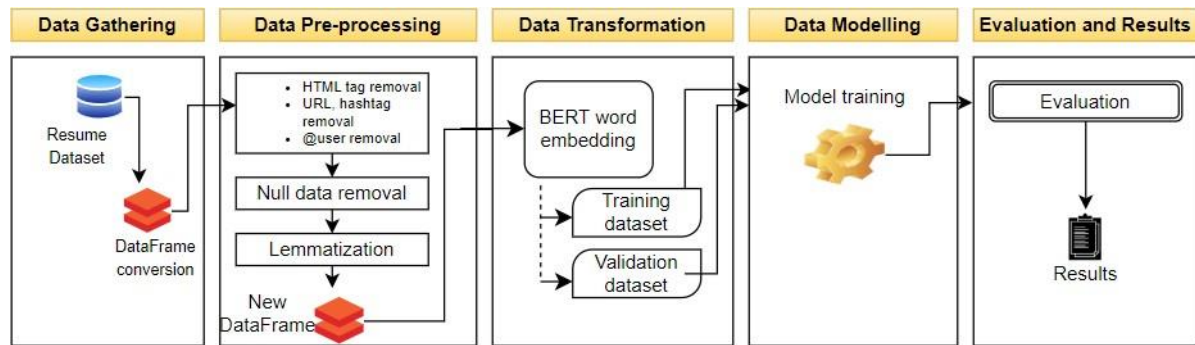 Data Gathering
Data Pre-processing
Data Transformation
Data Modelling
Evaluation and Results
Resume
Dataset
DataFrame
conversion
• HTML tag removal
• URL, hashtag
removal
• @user removal
Null data removal
Lemmatization
New
DataFrame
BERT word
embedding
Training
dataset
Validation
dataset
Model training
Evaluation
Results